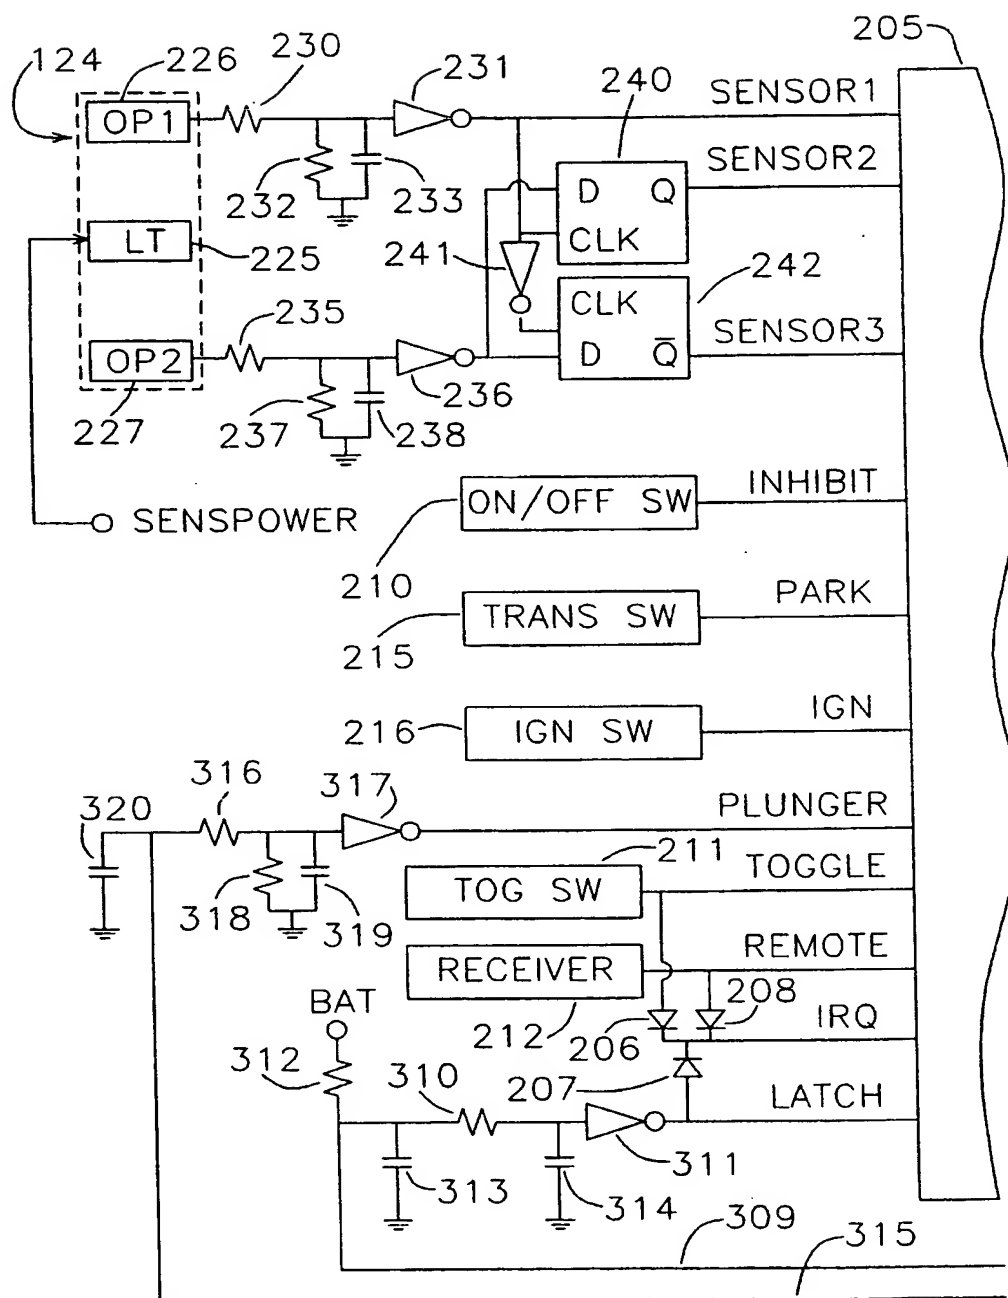 205
124
226
230
231
240
SENSOR1
OP1
D Q
SENSOR2
232
233
CLK
LT
225
241
242
235
CLK
SENSOR3
OP2
D Q̅
227
237
238
236
SENSPOWER
ON/OFF SW
INHIBIT
210
TRANS SW
PARK
215
216
IGN SW
IGN
316
317
320
PLUNGER
211
TOG SW
TOGGLE
318
319
RECEIVER
REMOTE
208
BAT
212
206
IRQ
312
310
207
LATCH
313
314
311
309
315